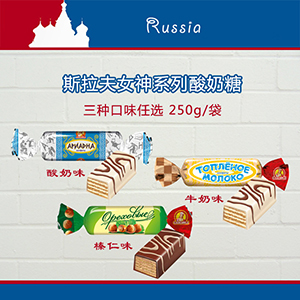 Russia
斯拉夫女神系列酸奶糖
三种口味任选 250g/袋
АРИАДНА
酸奶味
ТОПЛЁНОЕ
МОЛОКО
牛奶味
Ореховые
榛仁味